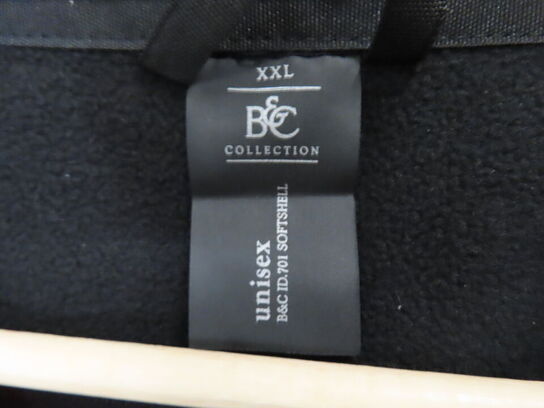 XXL
B&C
COLLECTION
unisex
B&C ID.701 SOFTSHELL